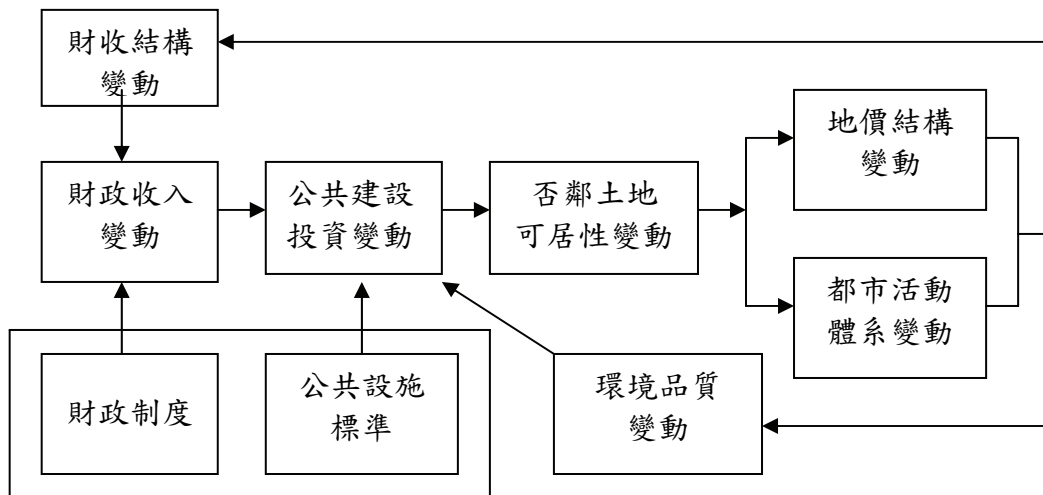 財收結構
變動
地價結構
變動
財政收入
變動
公共建設
投資變動
否鄰土地
可居性變動
都市活動
體系變動
財政制度
公共設施
標準
環境品質
變動